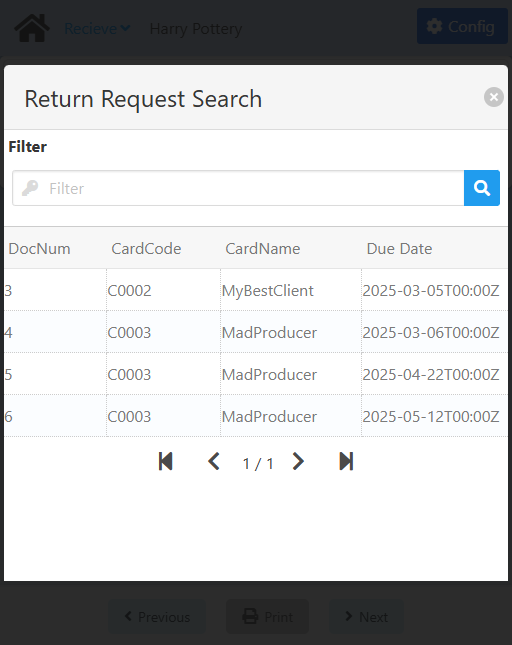 Recieve Harry Pottery Config
Return Request Search
Filter
Filter
DocNum CardCode CardName Due Date
3 C0002 MyBestClient 2025-03-05T00:00Z
4 C0003 MadProducer 2025-03-06T00:00Z
5 C0003 MadProducer 2025-04-22T00:00Z
6 C0003 MadProducer 2025-05-12T00:00Z
1 / 1
Previous Print Next